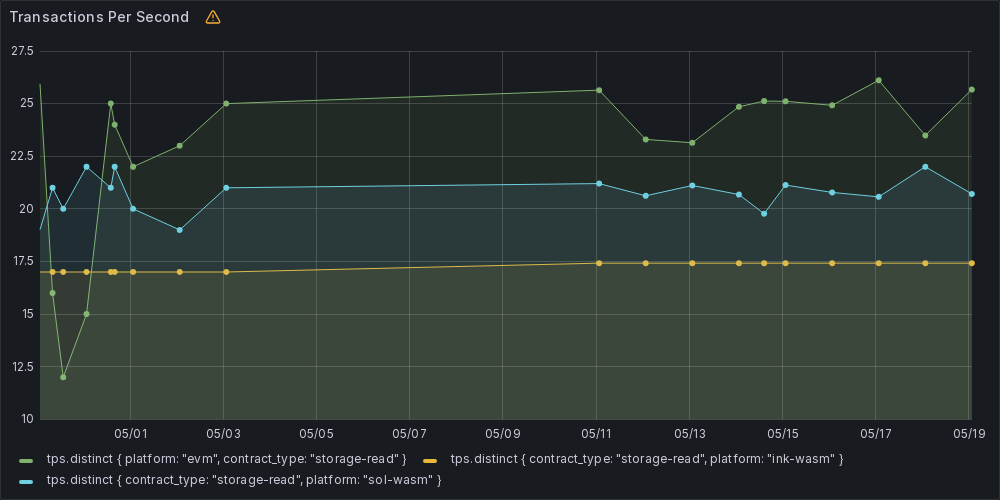 Transactions Per Second
27.5
25
22.5
20
17.5
15
12.5
10
05/01 05/03 05/05 05/07 05/09 05/11 05/13 05/15 05/17 05/19
tps.distinct { platform: "evm", contract_type: "storage-read" } tps.distinct { contract_type: "storage-read", platform: "ink-wasm" }
tps.distinct { contract_type: "storage-read", platform: "sol-wasm" }